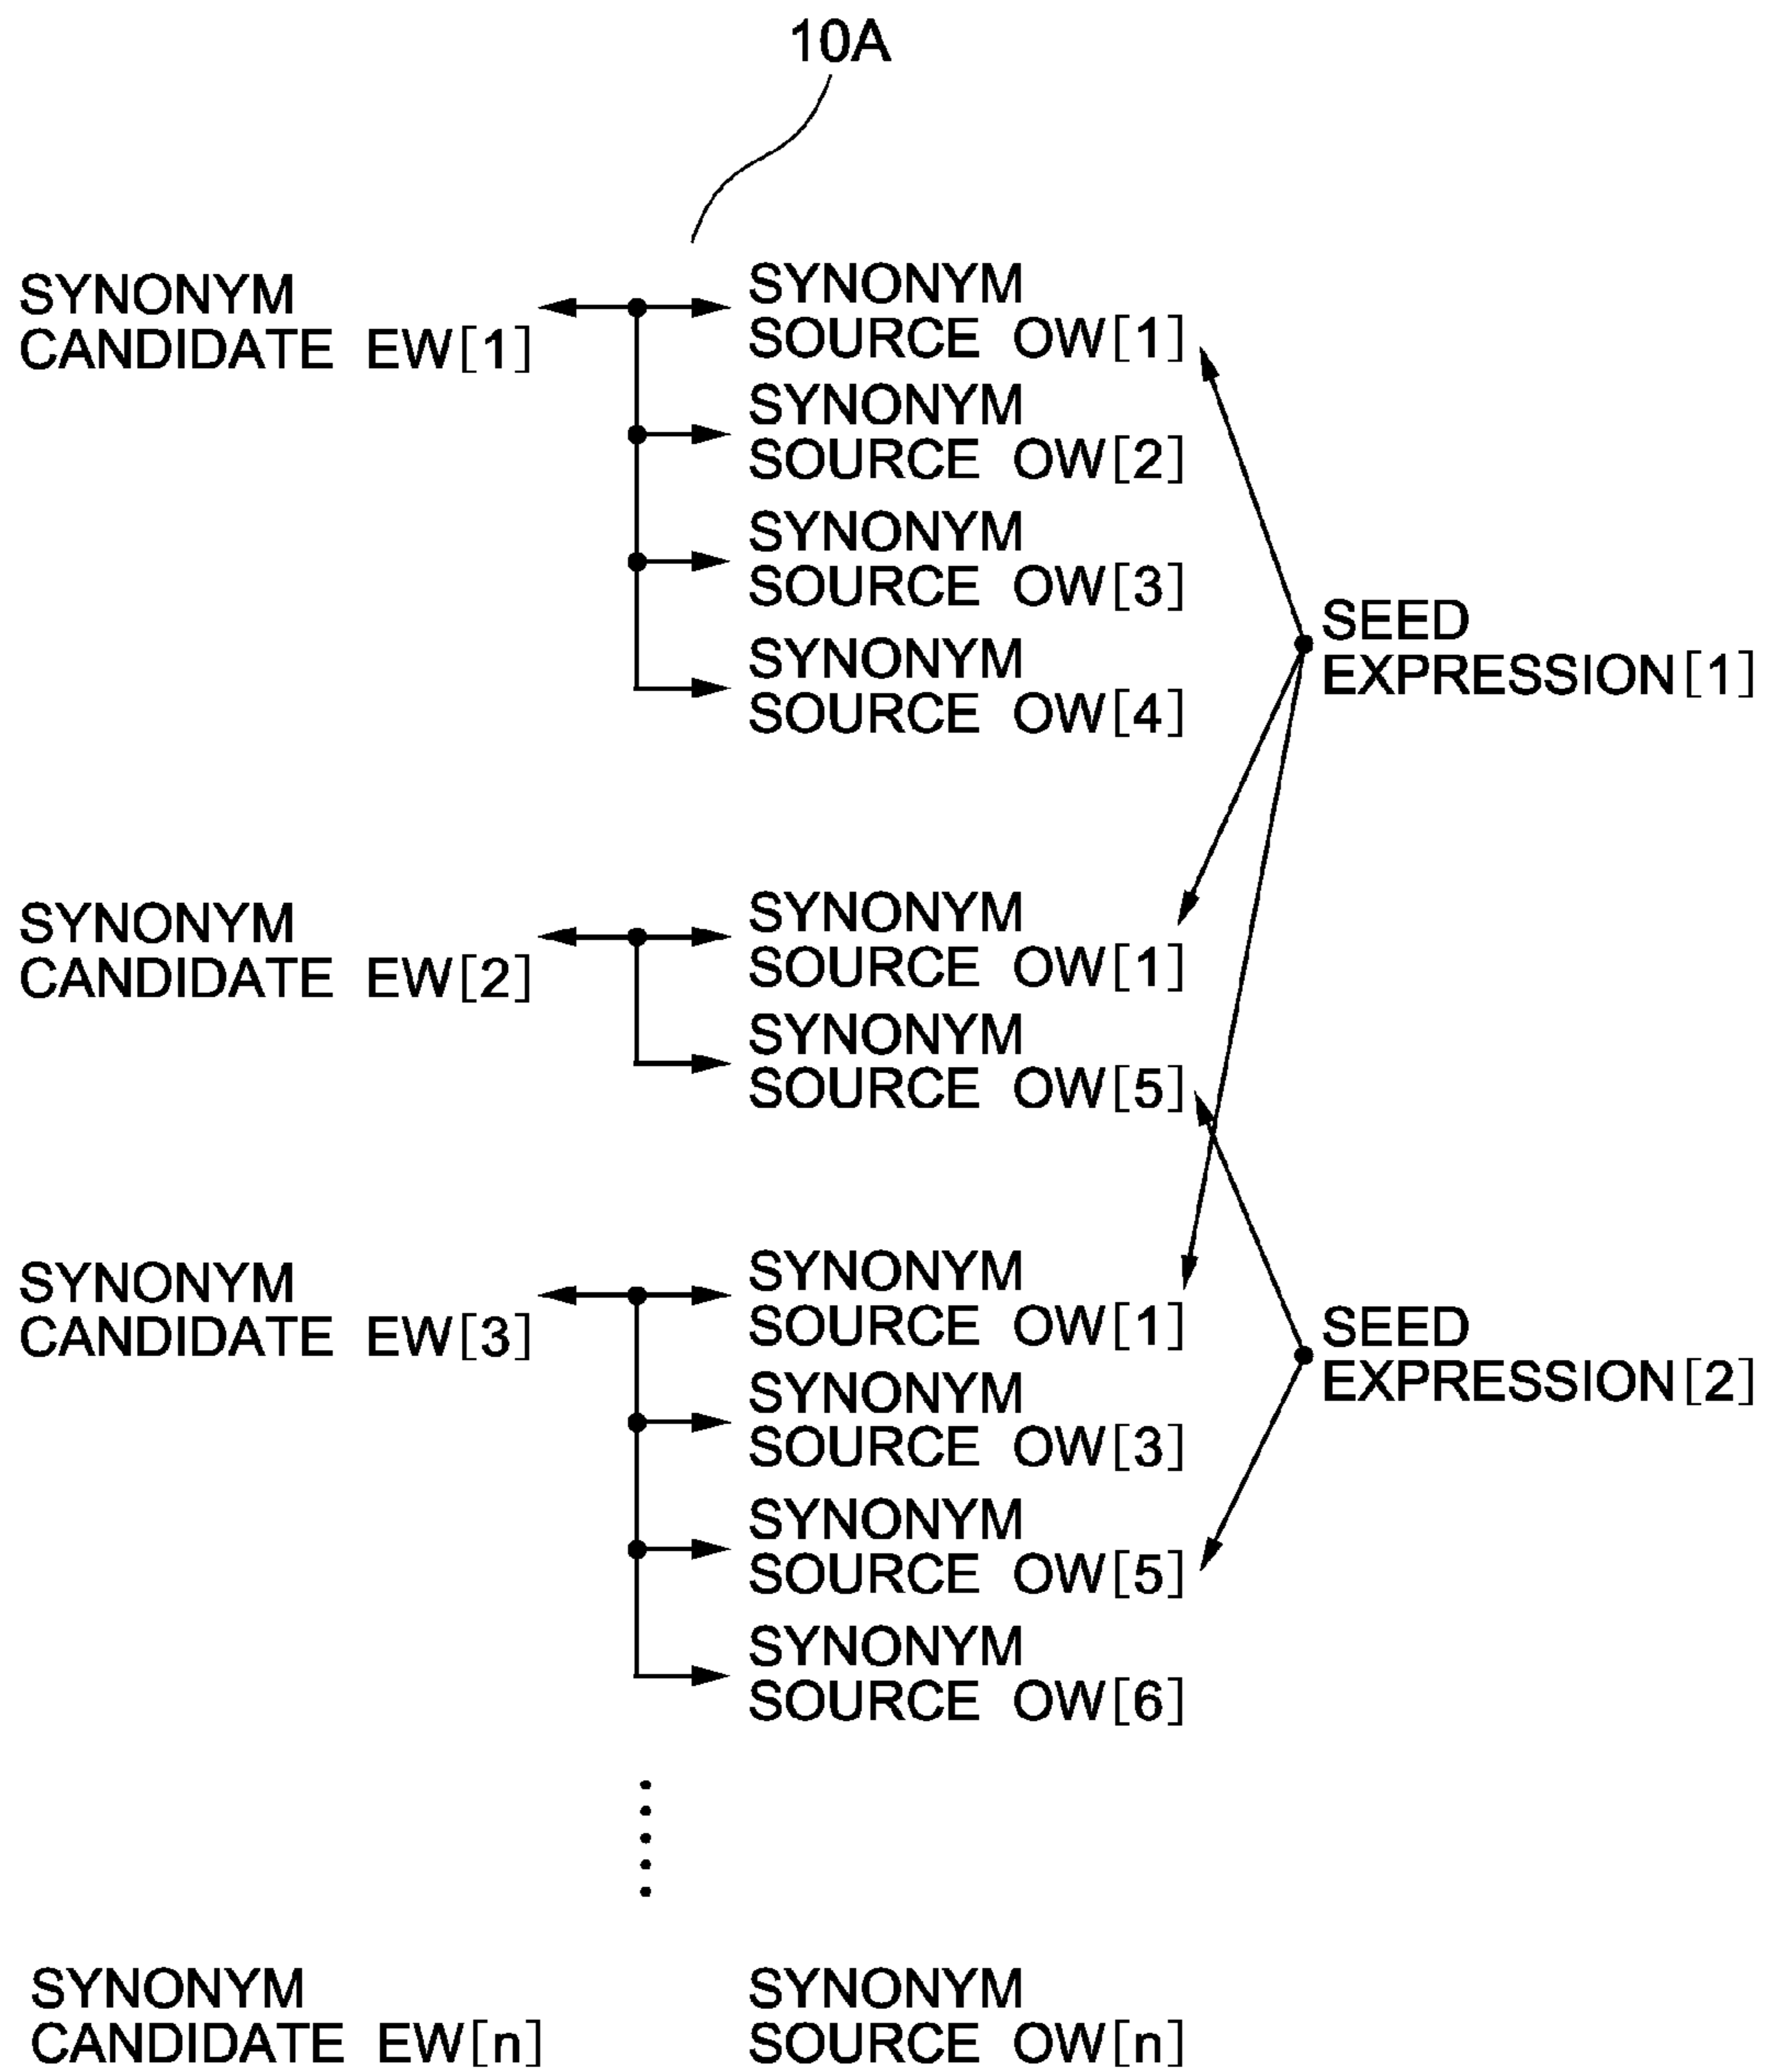 10A
SYNONYM
CANDIDATE EW[1]
SYNONYM
SOURCE OW[1]
SYNONYM
SOURCE OW[2]
SYNONYM
SOURCE OW[3]
SYNONYM
SOURCE OW[4]
SEED
EXPRESSION[1]
SYNONYM
CANDIDATE EW[2]
SYNONYM
SOURCE OW[1]
SYNONYM
SOURCE OW[5]
SYNONYM
CANDIDATE EW[3]
SYNONYM
SOURCE OW[1]
SYNONYM
SOURCE OW[3]
SYNONYM
SOURCE OW[5]
SYNONYM
SOURCE OW[6]
SEED
EXPRESSION[2]
SYNONYM
CANDIDATE EW[n]
SYNONYM
SOURCE OW[n]